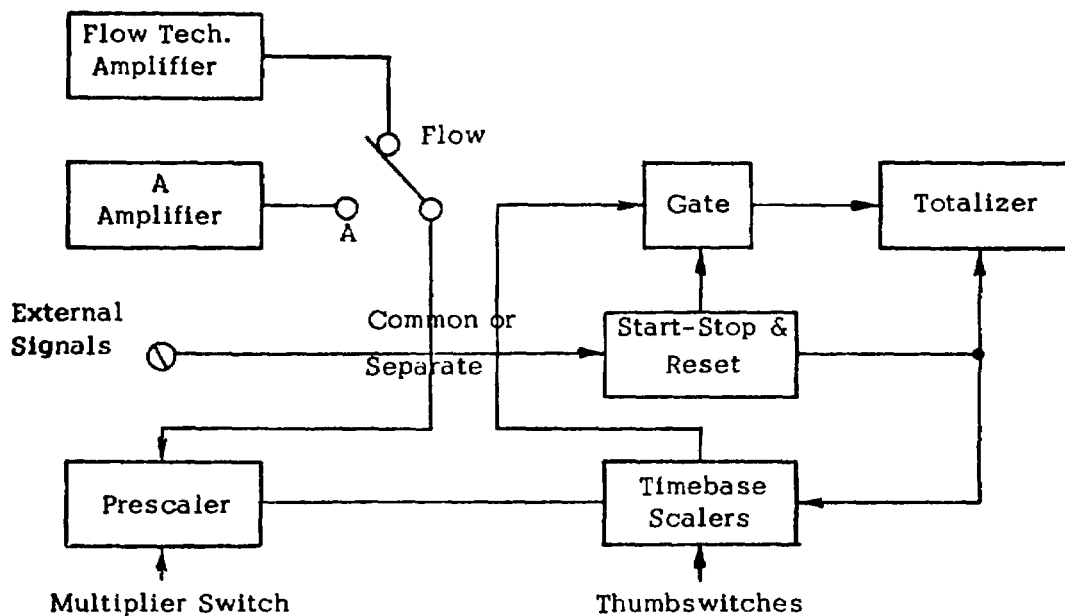 Flow Tech.
Amplifier
Flow
A
Amplifier
A
Gate
Totalizer
External
Signals
Common or
Separate
Start-Stop &
Reset
Prescaler
Timebase
Scalers
Multiplier Switch
Thumbswitches